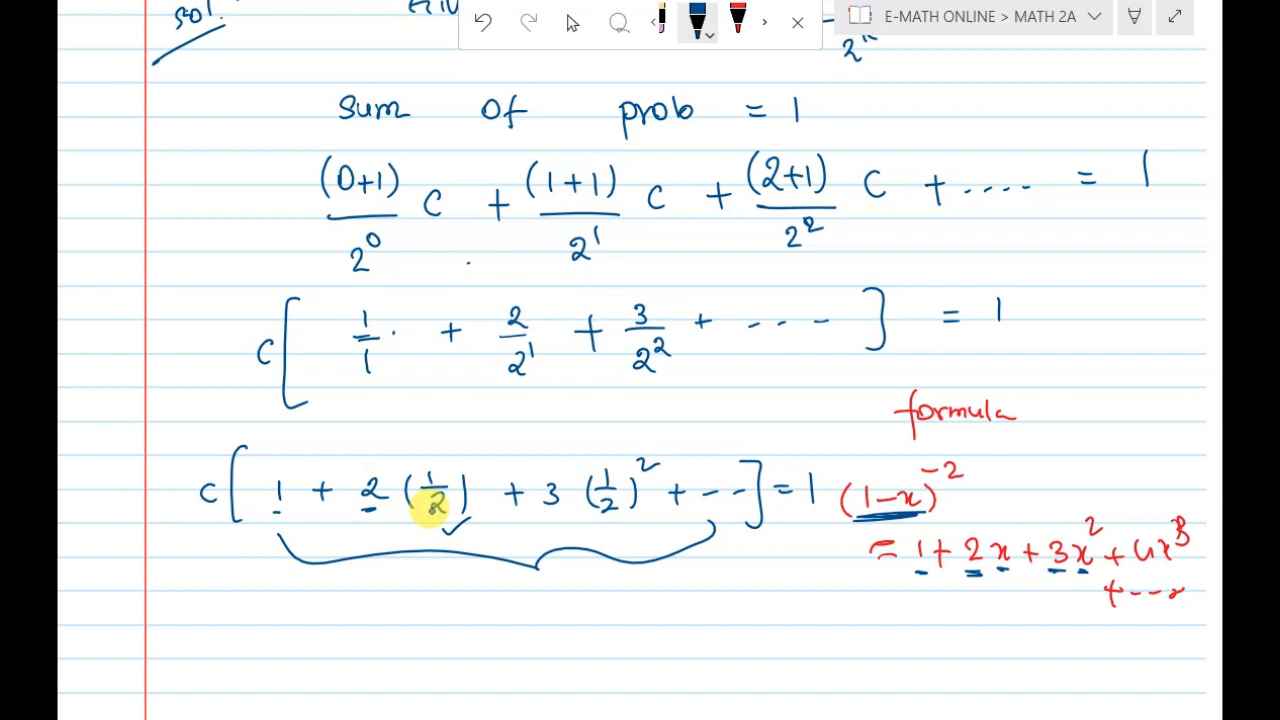 E-MATH ONLINE > MATH 2A
sol.
sum of prob = 1
(0+1)/2^0 c + (1+1)/2^1 c + (2+1)/2^2 c + .... = 1
c[ 1/1 . + 2/2^1 + 3/2^2 + ---- ] = 1
formula
c[ 1 + 2 (1/2) + 3 (1/2)^2 + -- ] = 1
(1-x)^-2
= 1 + 2x + 3x^2 + 4x^3
+ ---